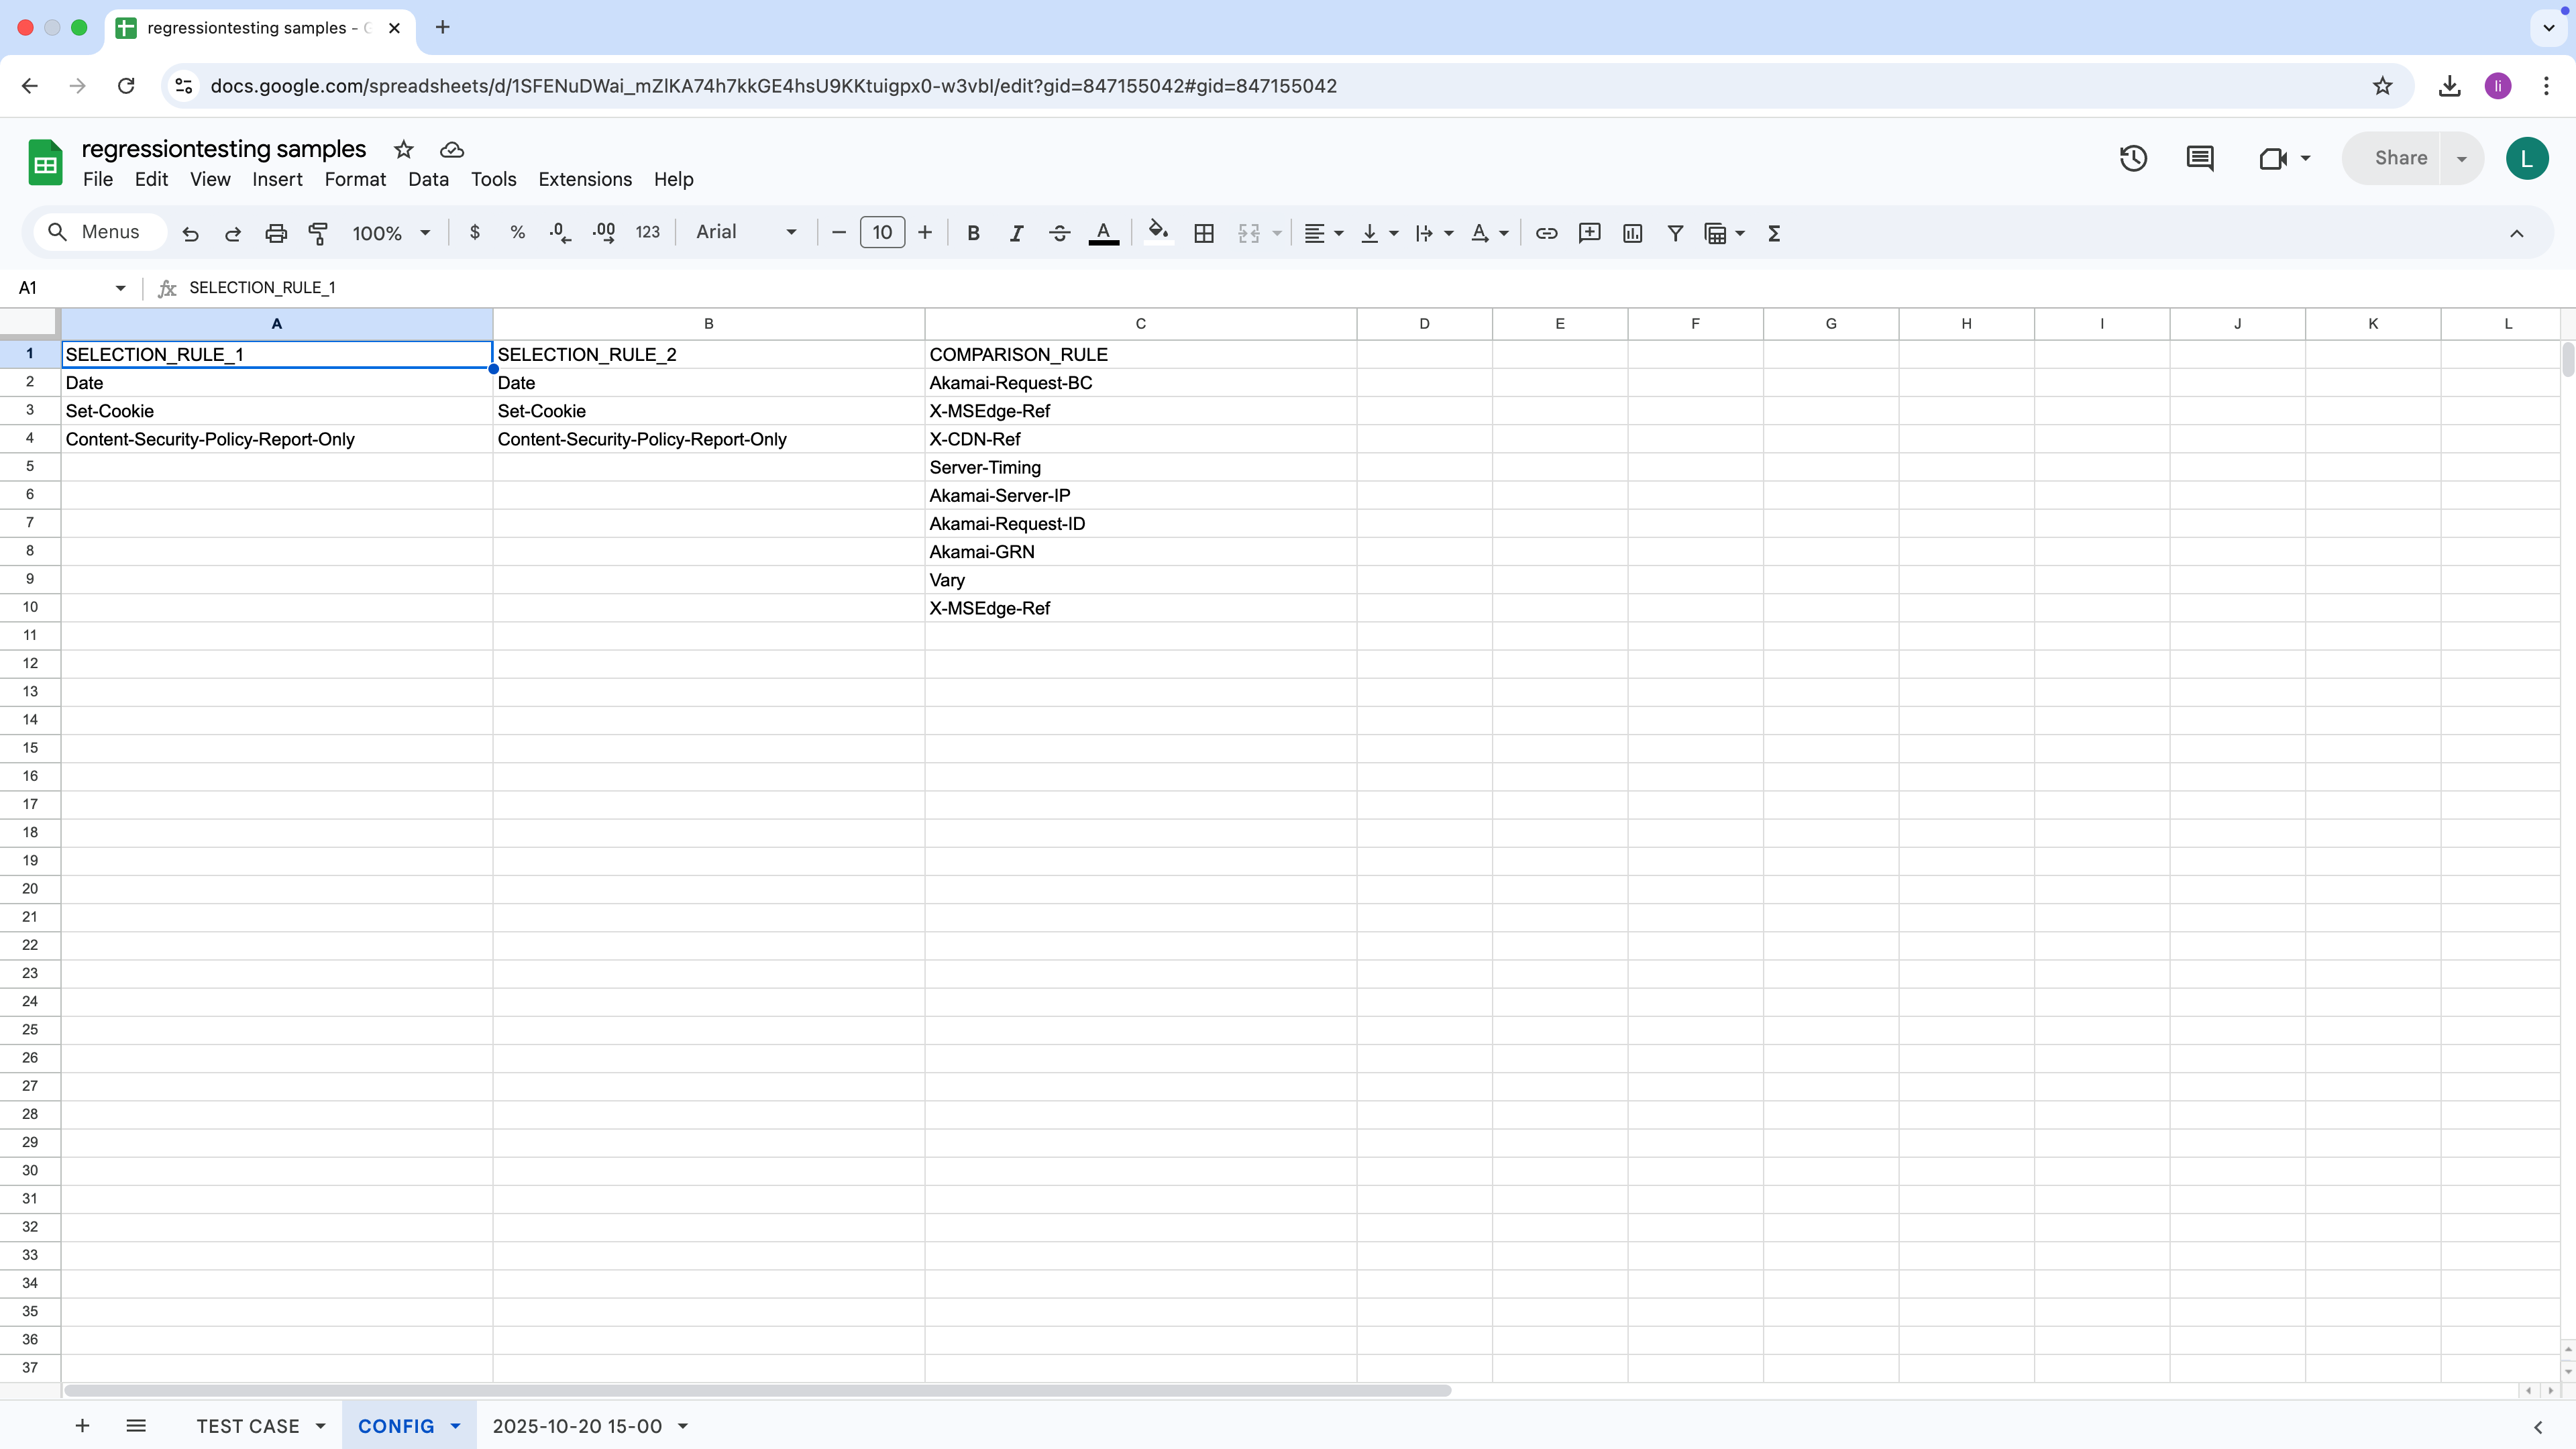 regressiontesting samples - G
docs.google.com/spreadsheets/d/1SFENuDWai_mZlKA74h7kkGE4hsU9KKtuigpx0-w3vbI/edit?gid=847155042#gid=847155042
li
regressiontesting samples
File Edit View Insert Format Data Tools Extensions Help
Share
L
Menus 100% $ % .0 .00 123 Arial 10 B I A A Σ
A1 fx SELECTION_RULE_1
A B C D E F G H I J K L
1 SELECTION_RULE_1 SELECTION_RULE_2 COMPARISON_RULE
2 Date Date Akamai-Request-BC
3 Set-Cookie Set-Cookie X-MSEdge-Ref
4 Content-Security-Policy-Report-Only Content-Security-Policy-Report-Only X-CDN-Ref
5 Server-Timing
6 Akamai-Server-IP
7 Akamai-Request-ID
8 Akamai-GRN
9 Vary
10 X-MSEdge-Ref
11
12
13
14
15
16
17
18
19
20
21
22
23
24
25
26
27
28
29
30
31
32
33
34
35
36
37
TEST CASE CONFIG 2025-10-20 15-00